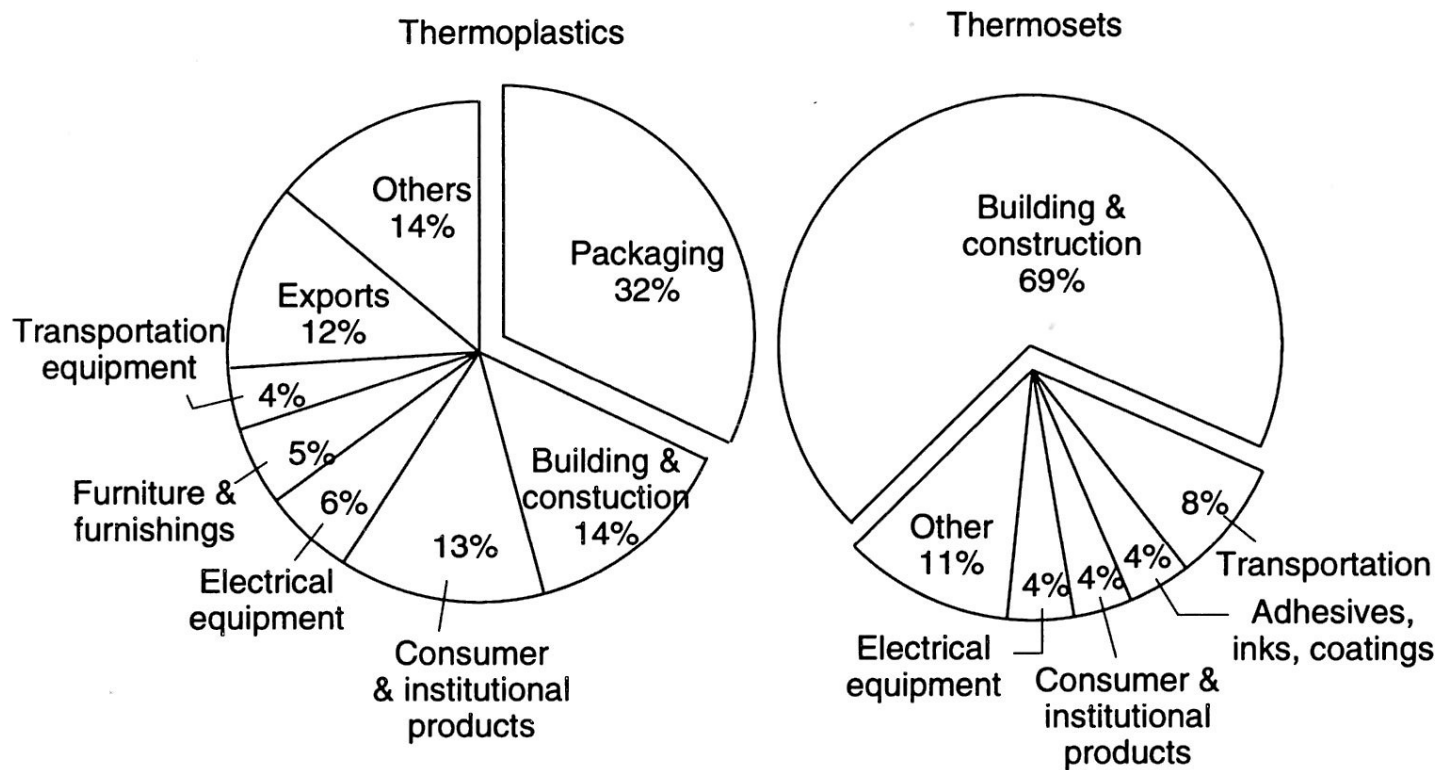 Thermoplastics
Others
14%
Packaging
32%
Exports
12%
Transportation
equipment
4%
5%
Furniture &
furnishings
6%
Electrical
equipment
13%
Consumer
& institutional
products
Building &
constuction
14%
Thermosets
Building &
construction
69%
8%
Transportation
4%
Adhesives,
inks, coatings
4%
Consumer &
institutional
products
4%
Electrical
equipment
Other
11%